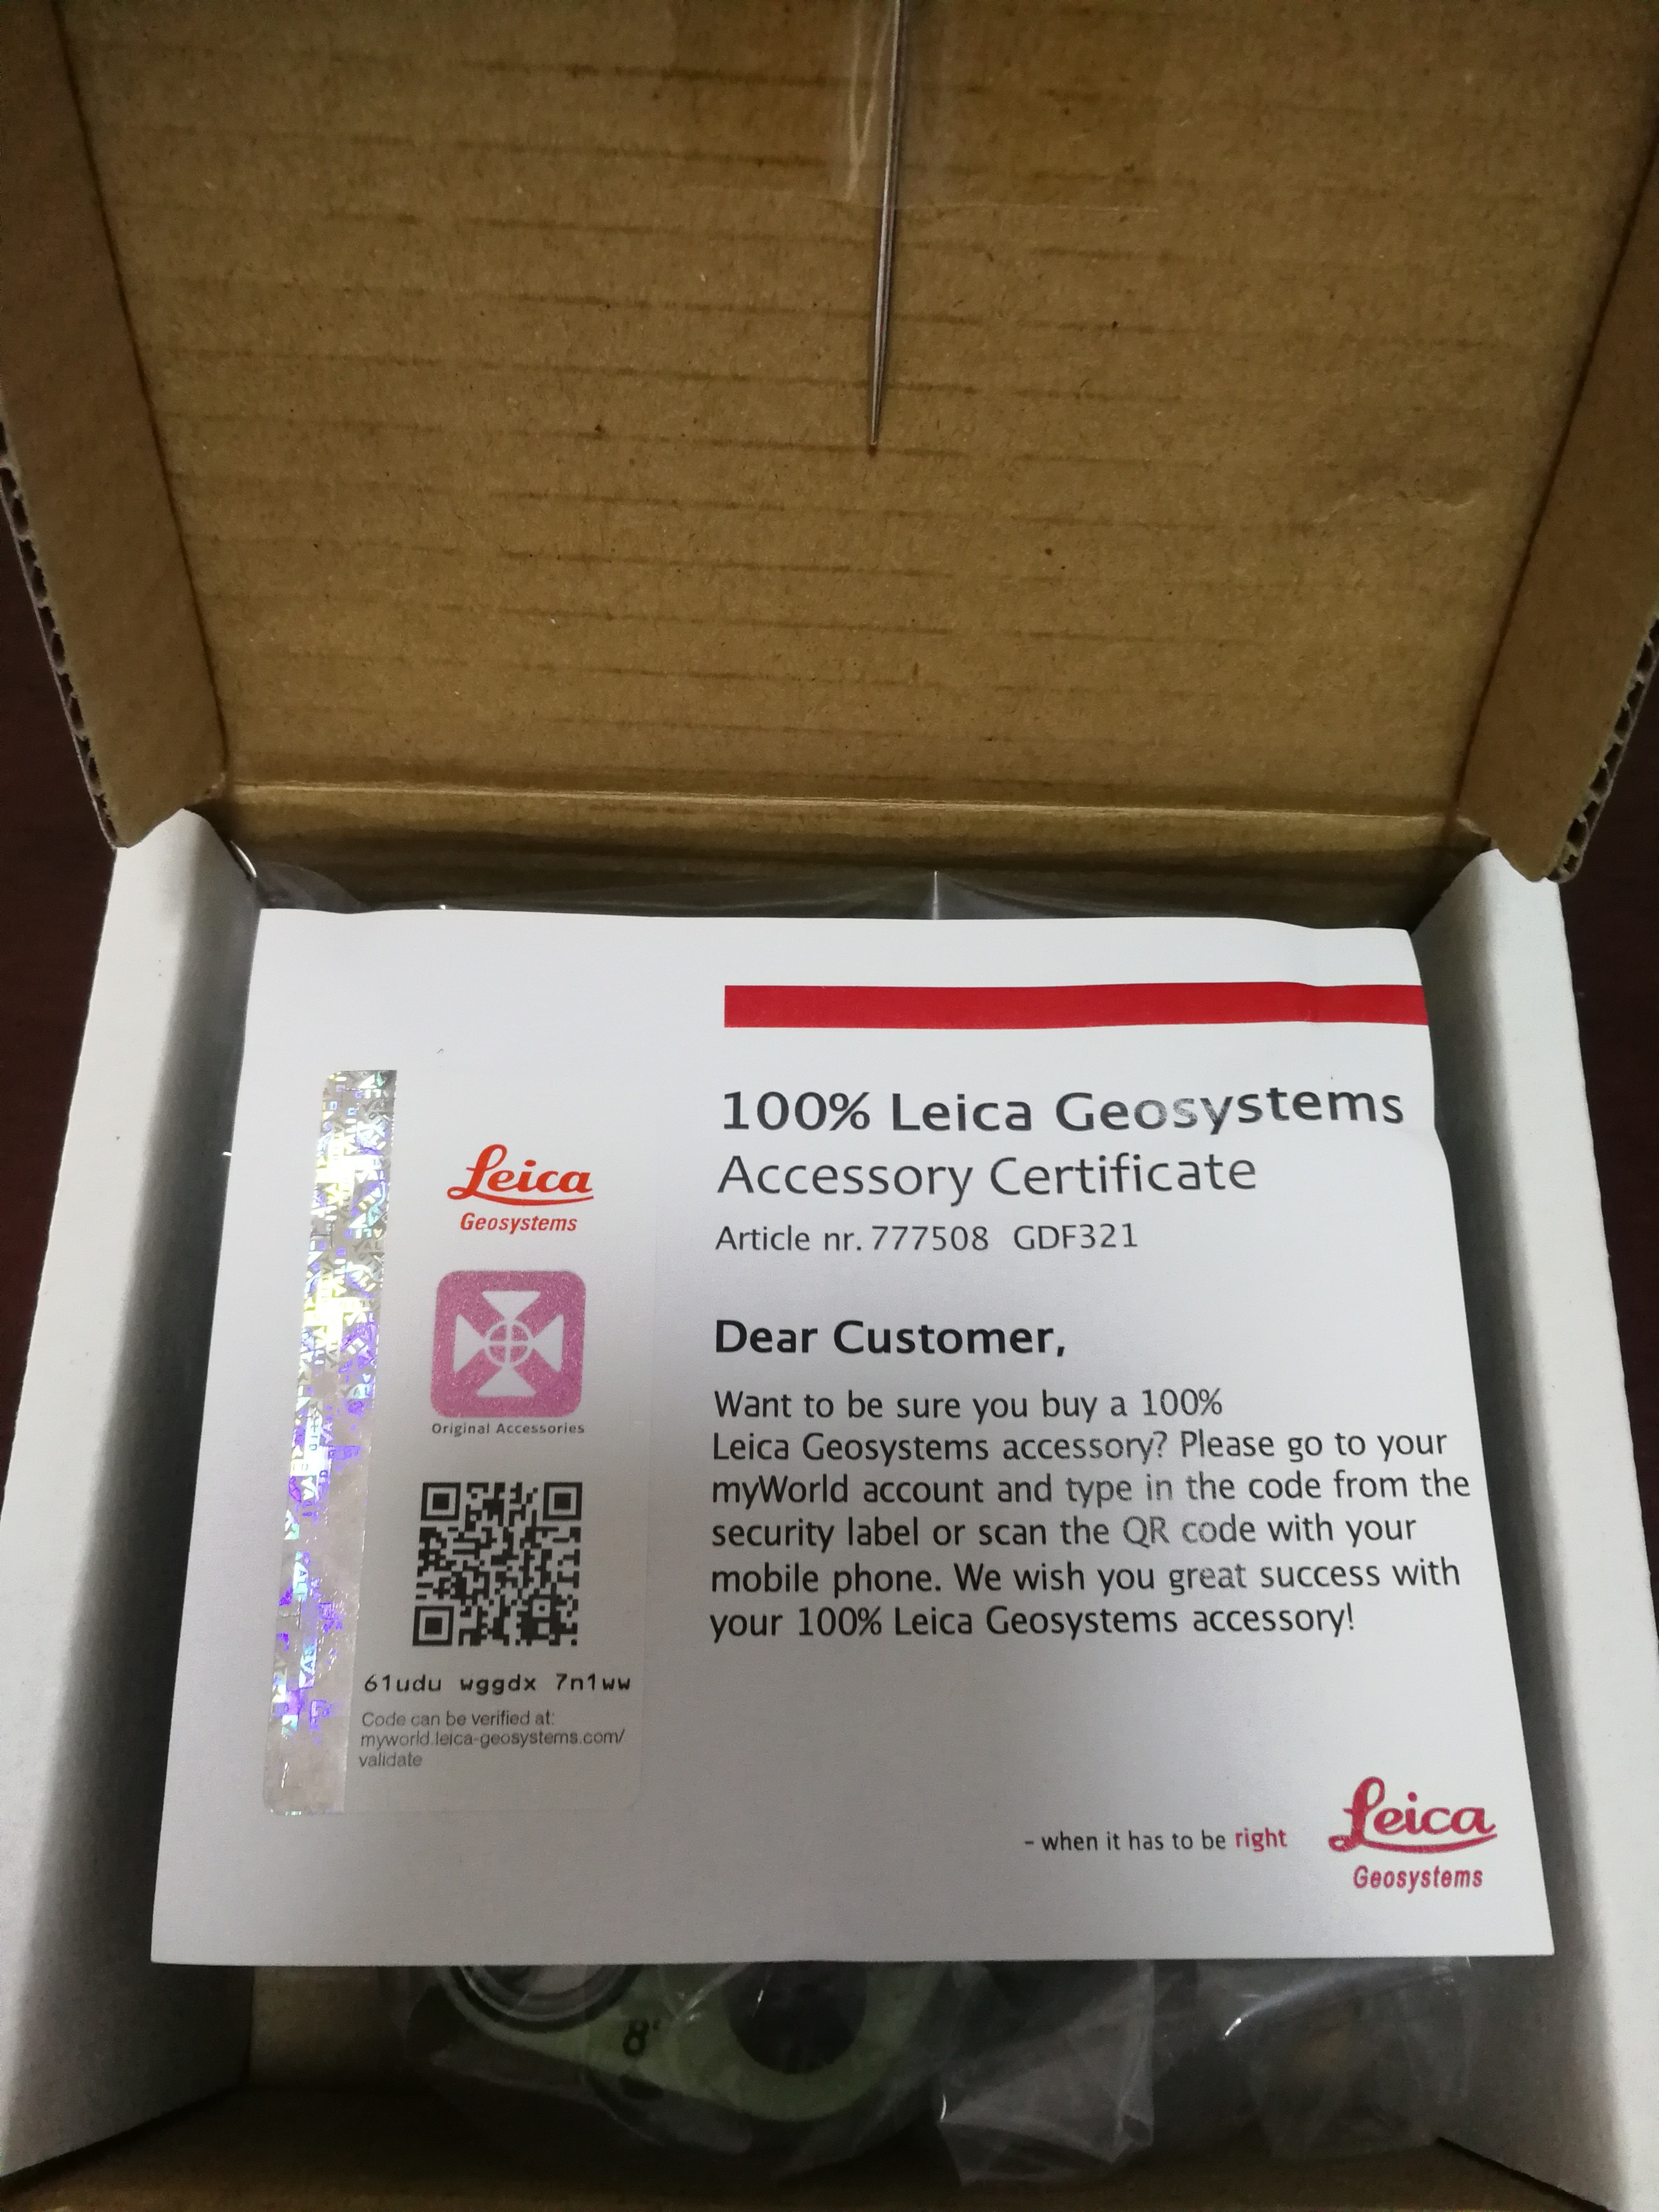 100% Leica Geosystems
Accessory Certificate
Article nr. 777508 GDF321
Dear Customer,
Want to be sure you buy a 100%
Leica Geosystems accessory? Please go to your
myWorld account and type in the code from the
security label or scan the QR code with your
mobile phone. We wish you great success with
your 100% Leica Geosystems accessory!
Leica
Geosystems
Original Accessories
61udu wggdx 7n1ww
Code can be verified at:
myworld.leica-geosystems.com/
validate
- when it has to be right
Leica
Geosystems
8'